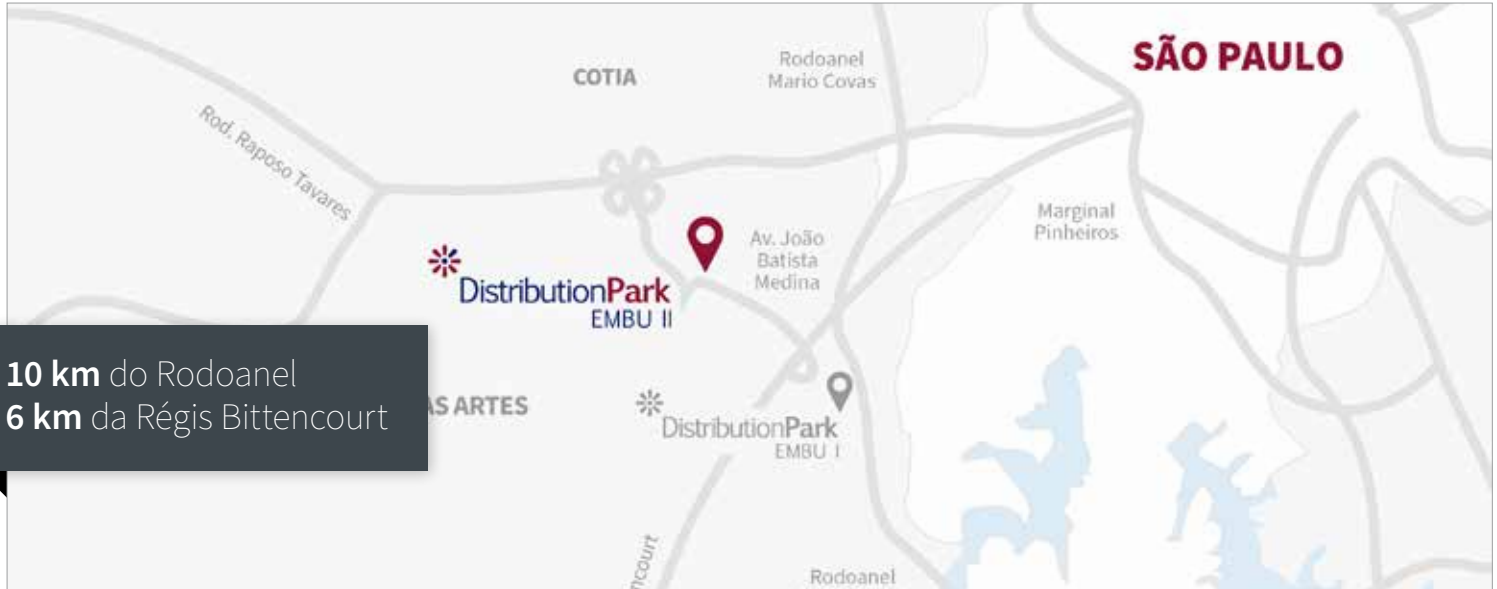 SÃO PAULO
Rodoanel
Mario Covas
COTIA
Rod. Raposo Tavares
Marginal
Pinheiros
Av. João
Batista
Medina
DistributionPark
EMBU II
10 km do Rodoanel
6 km da Régis Bittencourt
AS ARTES
DistributionPark
EMBU I
ncourt
Rodoanel